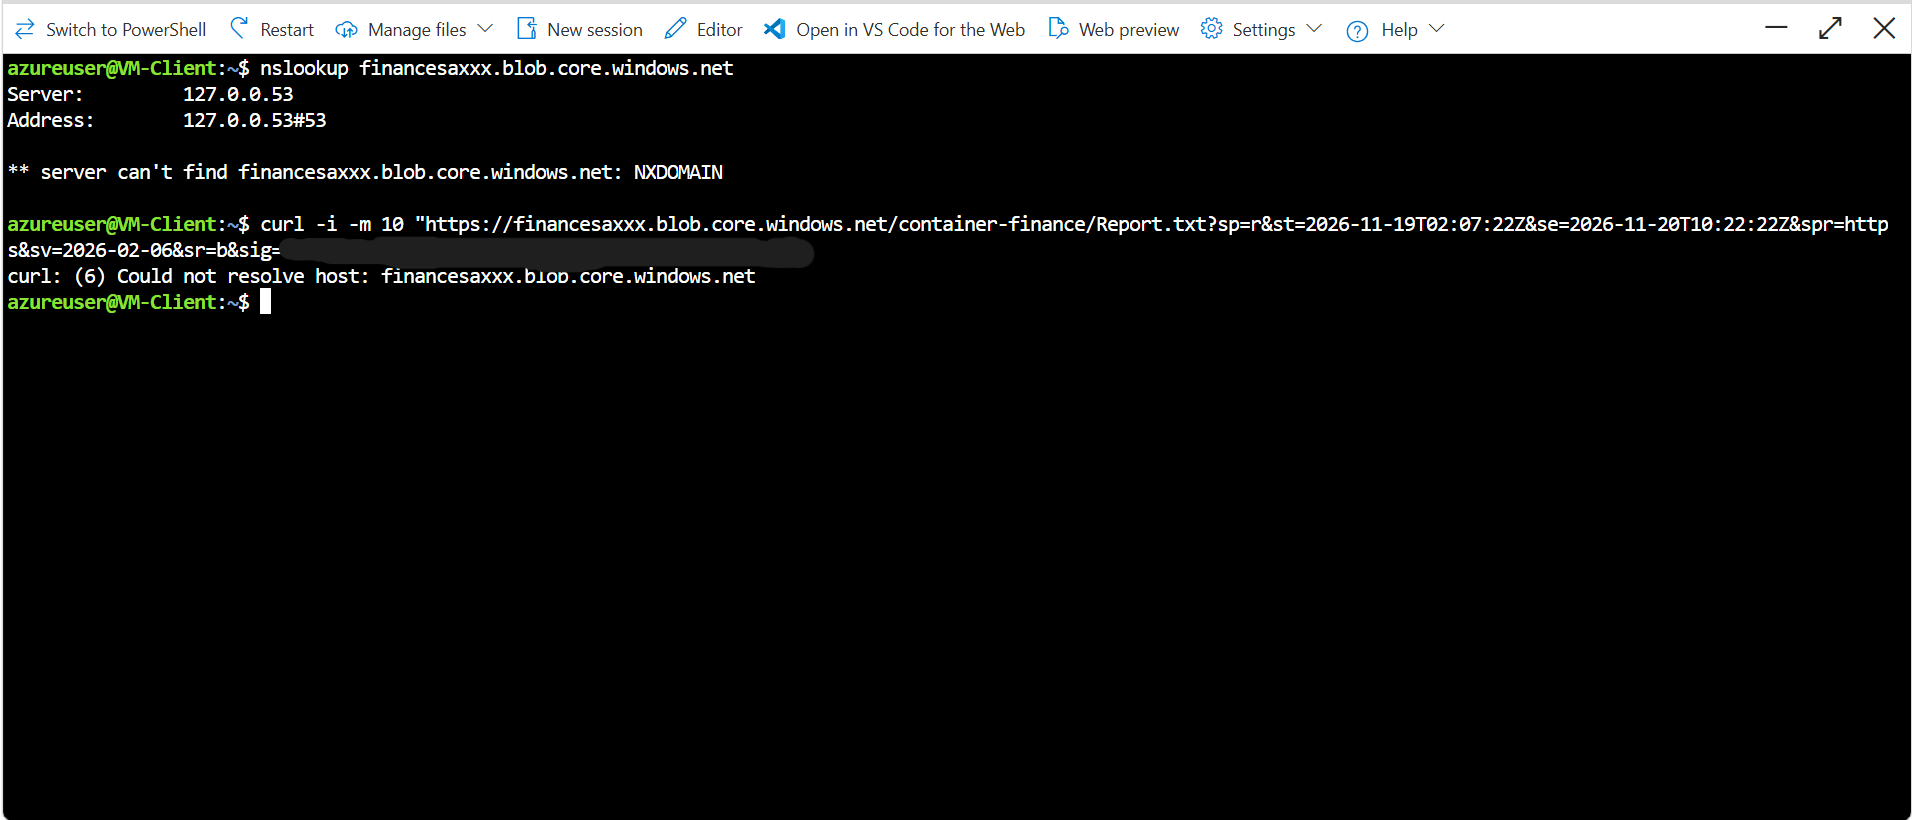 Switch to PowerShell Restart Manage files New session Editor Open in VS Code for the Web Web preview Settings Help
azureuser@VM-Client:~$ nslookup financesaxxx.blob.core.windows.net
Server:         127.0.0.53
Address:        127.0.0.53#53
** server can't find financesaxxx.blob.core.windows.net: NXDOMAIN
azureuser@VM-Client:~$ curl -i -m 10 "https://financesaxxx.blob.core.windows.net/container-finance/Report.txt?sp=r&st=2026-11-19T02:07:22Z&se=2026-11-20T10:22:22Z&spr=http
s&sv=2026-02-06&sr=b&sig=
curl: (6) Could not resolve host: financesaxxx.blob.core.windows.net
azureuser@VM-Client:~$